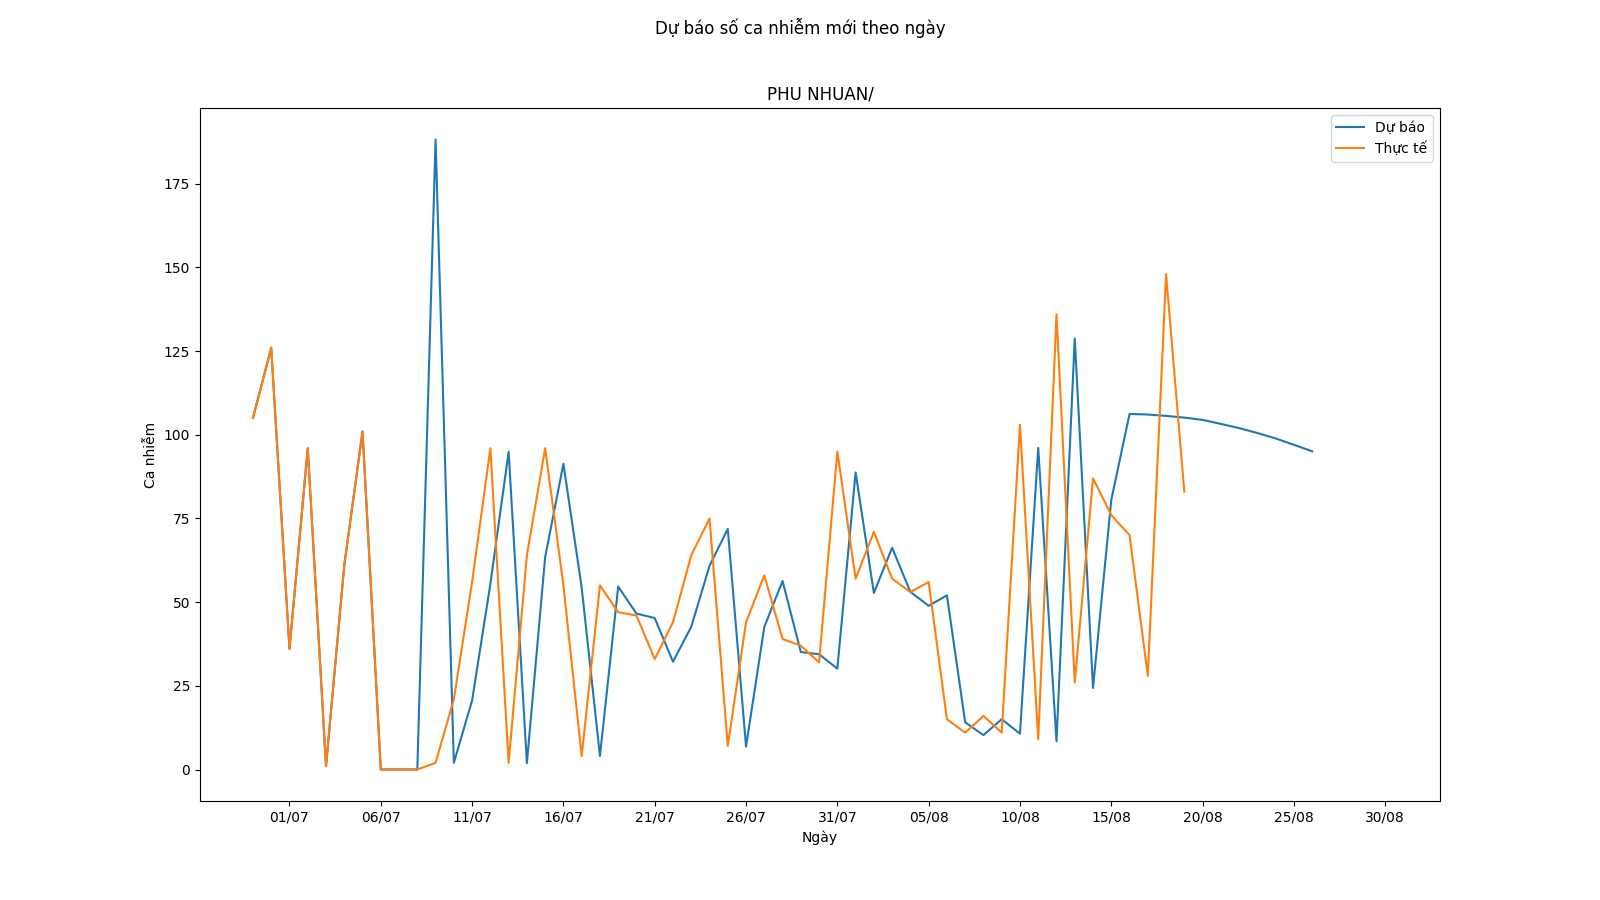 Dự báo số ca nhiễm mới theo ngày
PHU NHUAN/
Dự báo
Thực tế
175
150
125
100
75
50
25
0
Ca nhiễm
01/07 06/07 11/07 16/07 21/07 26/07 31/07 05/08 10/08 15/08 20/08 25/08 30/08
Ngày